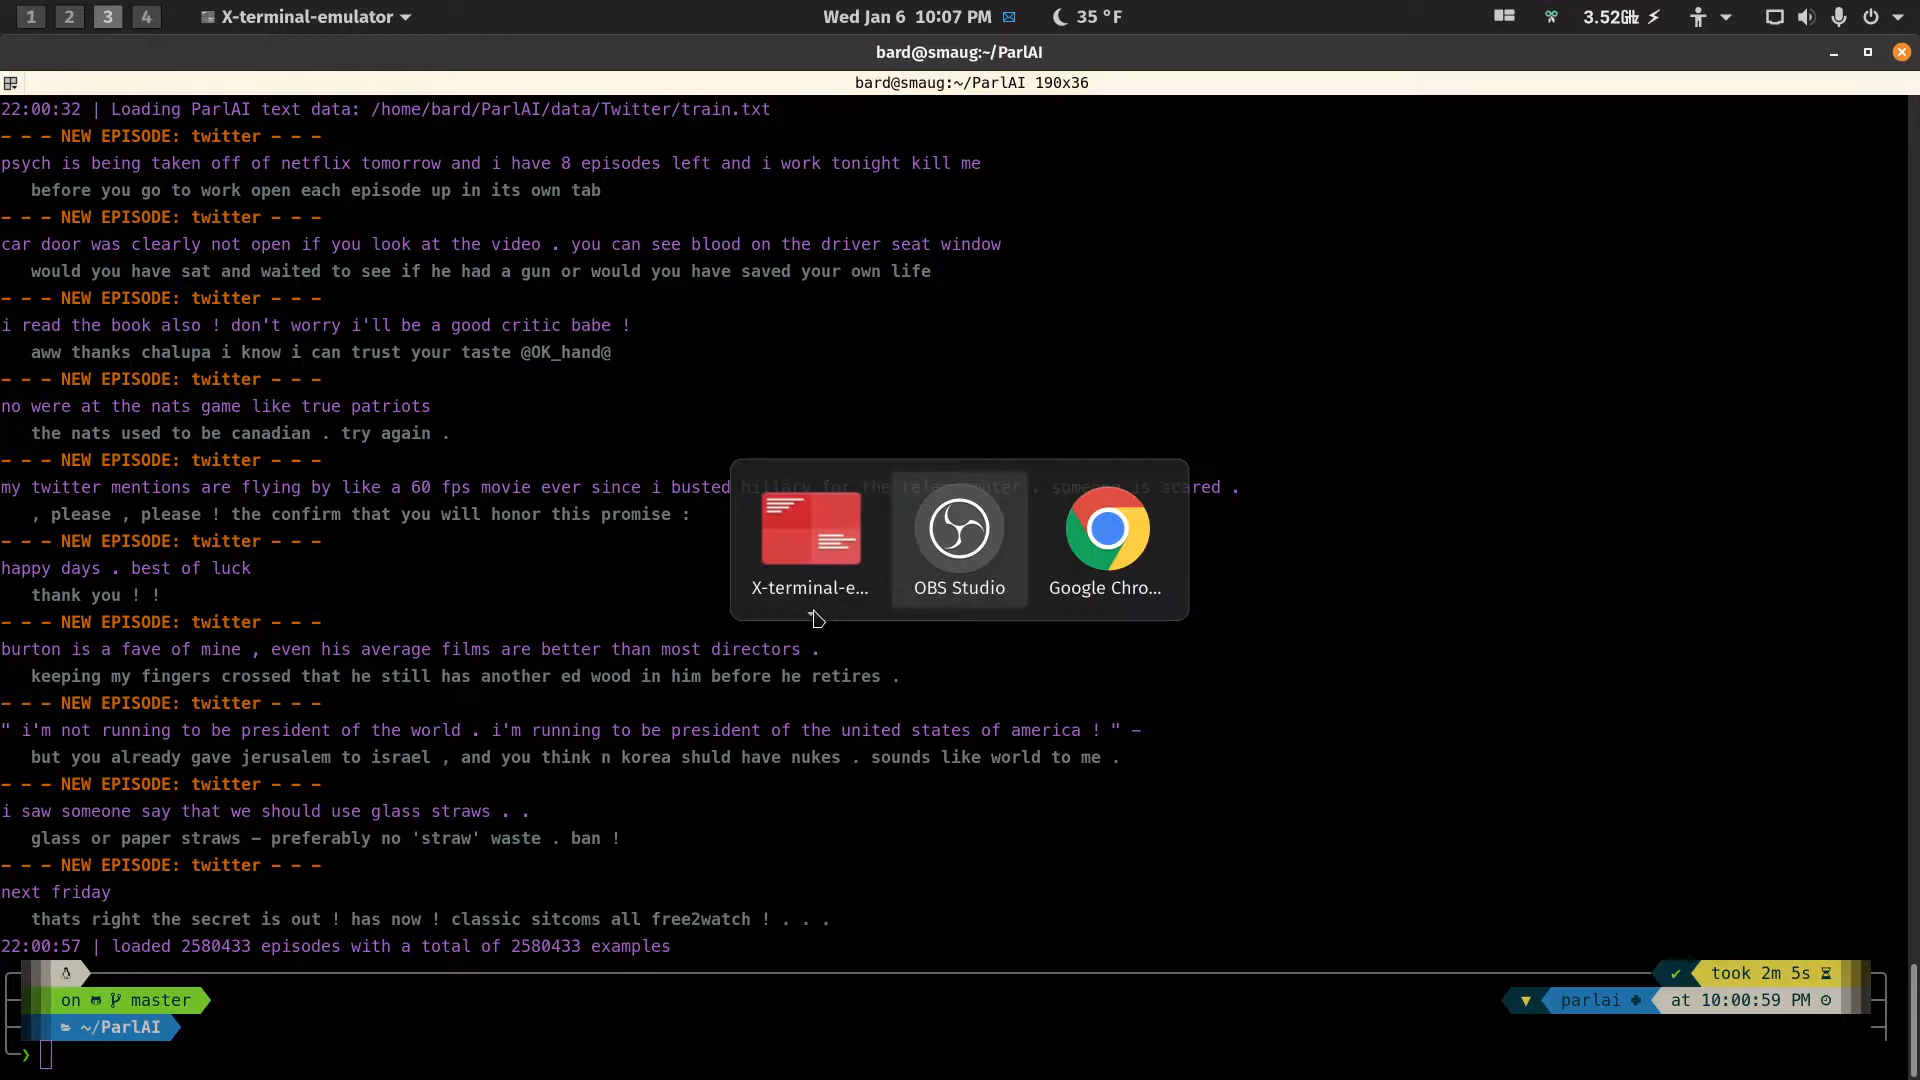 1 2 3 4 X-terminal-emulator Wed Jan 6 10:07 PM 35 °F 3.52GHz
bard@smaug:~/ParlAI
bard@smaug:~/ParlAI 190x36
22:00:32 | Loading ParlAI text data: /home/bard/ParlAI/data/Twitter/train.txt
- - - NEW EPISODE: twitter - - -
psych is being taken off of netflix tomorrow and i have 8 episodes left and i work tonight kill me
before you go to work open each episode up in its own tab
- - - NEW EPISODE: twitter - - -
car door was clearly not open if you look at the video . you can see blood on the driver seat window
would you have sat and waited to see if he had a gun or would you have saved your own life
- - - NEW EPISODE: twitter - - -
i read the book also ! don't worry i'll be a good critic babe !
aww thanks chalupa i know i can trust your taste @OK_hand@
- - - NEW EPISODE: twitter - - -
no were at the nats game like true patriots
the nats used to be canadian . try again .
- - - NEW EPISODE: twitter - - -
my twitter mentions are flying by like a 60 fps movie ever since i busted hillary for the . someone is scared .
, please , please ! the confirm that you will honor this promise :
- - - NEW EPISODE: twitter - - -
happy days . best of luck
thank you ! !
X-terminal-e... OBS Studio Google Chro...
- - - NEW EPISODE: twitter - - -
burton is a fave of mine , even his average films are better than most directors .
keeping my fingers crossed that he still has another ed wood in him before he retires .
- - - NEW EPISODE: twitter - - -
" i'm not running to be president of the world . i'm running to be president of the united states of america ! " —
but you already gave jerusalem to israel , and you think n korea shuld have nukes . sounds like world to me .
- - - NEW EPISODE: twitter - - -
i saw someone say that we should use glass straws . .
glass or paper straws – preferably no 'straw' waste . ban !
- - - NEW EPISODE: twitter - - -
next friday
thats right the secret is out ! has now ! classic sitcoms all free2watch ! . . .
22:00:57 | loaded 2580433 episodes with a total of 2580433 examples
✔ took 2m 5s
on master parlai at 10:00:59 PM
~/ParlAI
❯